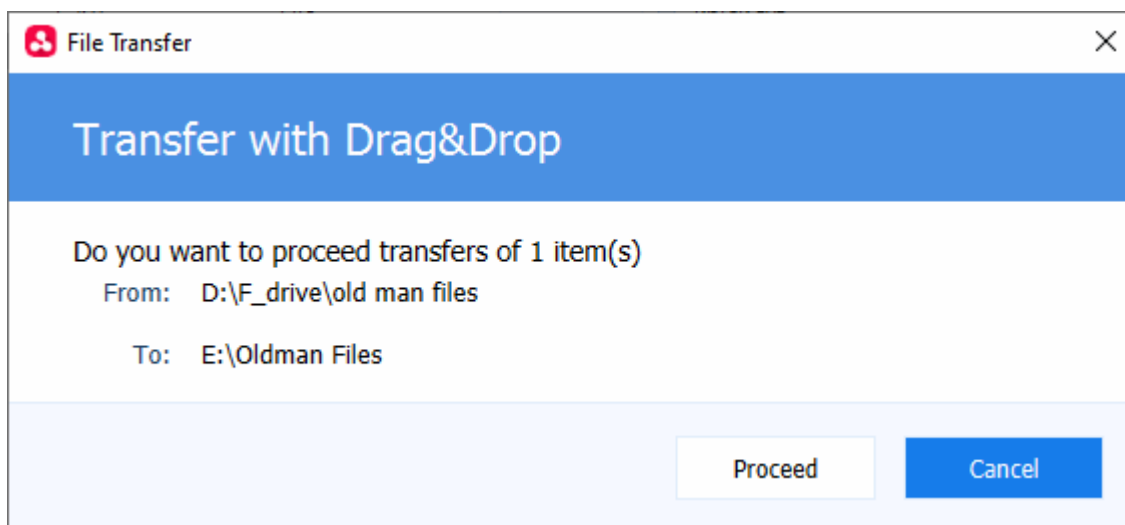 File Transfer
Transfer with Drag&Drop
Do you want to proceed transfers of 1 item(s)
From: D:\F_drive\old man files
To: E:\Oldman Files
Proceed Cancel